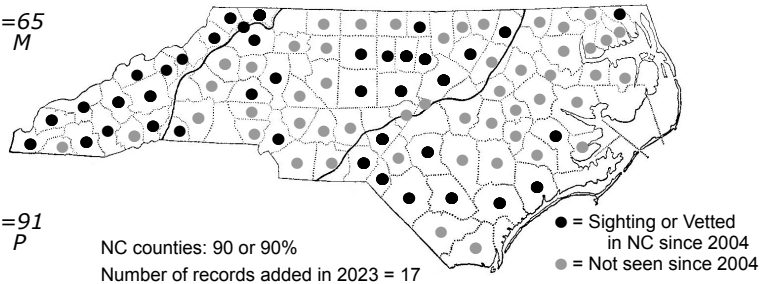 =65
M
=91
P
NC counties: 90 or 90%
Number of records added in 2023 = 17
= Sighting or Vetted
in NC since 2004
= Not seen since 2004